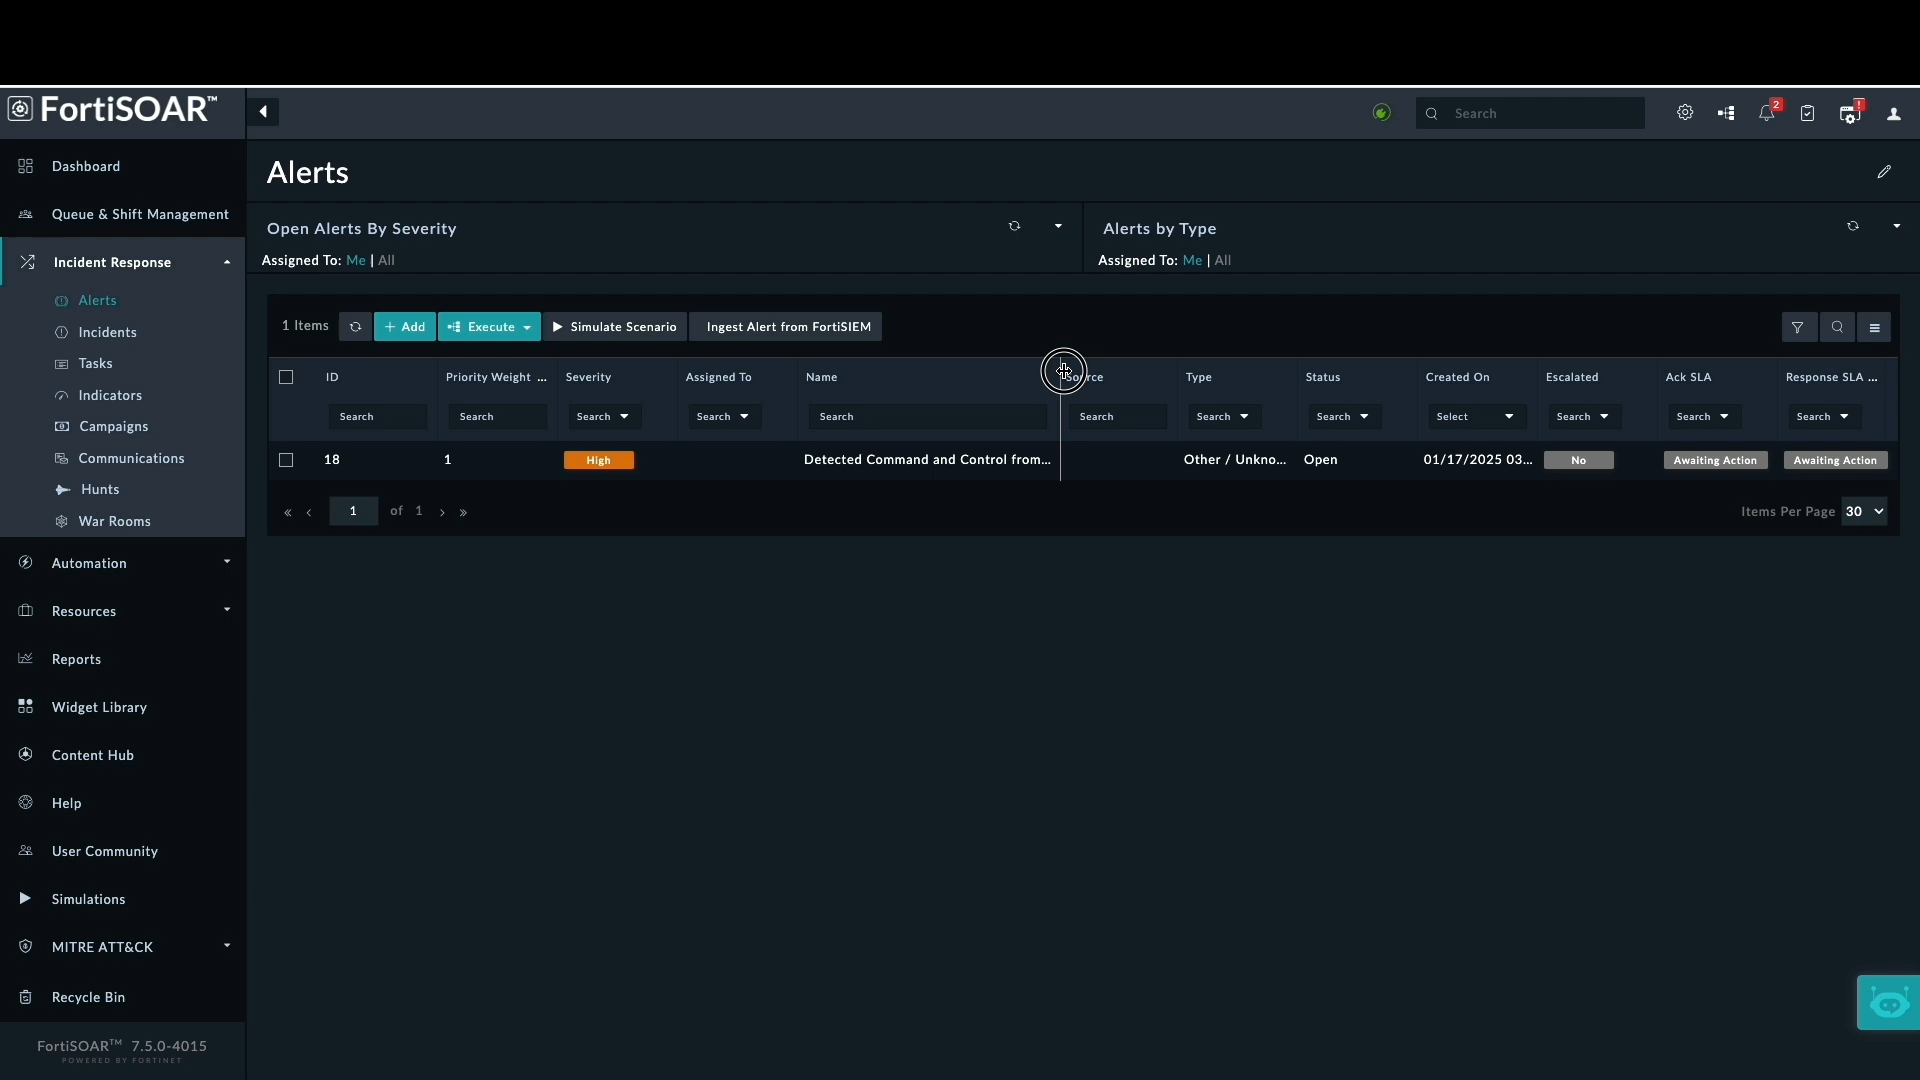 FortiSOAR™
Search
2
!
Dashboard
Queue & Shift Management
Incident Response
Alerts
Incidents
Tasks
Indicators
Campaigns
Communications
Hunts
War Rooms
Automation
Resources
Reports
Widget Library
Content Hub
Help
User Community
Simulations
MITRE ATT&CK
Recycle Bin
FortiSOAR™ 7.5.0-4015
POWERED BY FORTINET
Alerts
Open Alerts By Severity
Assigned To: Me | All
Alerts by Type
Assigned To: Me | All
1 Items + Add Execute Simulate Scenario Ingest Alert from FortiSIEM
ID Priority Weight ... Severity Assigned To Name Source Type Status Created On Escalated Ack SLA Response SLA ...
Search Search Search Search Search Search Search Search Select Search Search Search
18 1 High Detected Command and Control from... Other / Unkno... Open 01/17/2025 03... No Awaiting Action Awaiting Action
« ‹ 1 of 1 › » Items Per Page 30